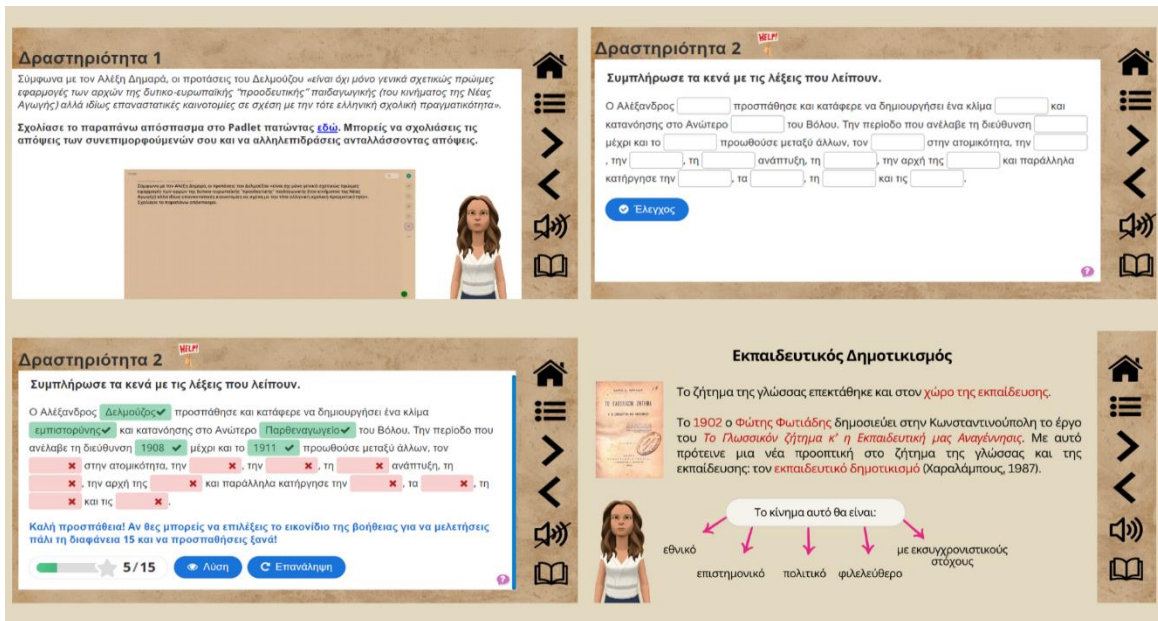 Δραστηριότητα 1
Σύμφωνα με τον Αλέξη Δημαρά, οι προτάσεις του Δελμούζου «είναι όχι μόνο γενικά σχετικώς πρώιμες
εφαρμογές των αρχών της δυτικο-ευρωπαϊκής "προοδευτικής" παιδαγωγικής (του κινήματος της Νέας
Αγωγής) αλλά ιδίως επαναστατικές καινοτομίες σε σχέση με την τότε ελληνική σχολική πραγματικότητα».
Σχολίασε το παραπάνω απόσπασμα στο Padlet πατώντας εδώ. Μπορείς να σχολιάσεις τις
απόψεις των συνεπιμορφούμενών σου και να αλληλεπιδράσεις ανταλλάσσοντας απόψεις.
Δραστηριότητα 2
HELP!
Συμπλήρωσε τα κενά με τις λέξεις που λείπουν.
Ο Αλέξανδρος προσπάθησε και κατάφερε να δημιουργήσει ένα κλίμα και
κατανόησης στο Ανώτερο του Βόλου. Την περίοδο που ανέλαβε τη διεύθυνση
μέχρι και το προωθούσε μεταξύ άλλων, τον στην ατομικότητα, την
, την , τη ανάπτυξη, τη , την αρχή της και παράλληλα
κατήργησε την , τα , τη και τις .
Έλεγχος
?
Δραστηριότητα 2
HELP!
Συμπλήρωσε τα κενά με τις λέξεις που λείπουν.
Ο Αλέξανδρος Δελμούζος προσπάθησε και κατάφερε να δημιουργήσει ένα κλίμα
εμπιστορύνης και κατανόησης στο Ανώτερο Παρθεναγωγείο του Βόλου. Την περίοδο που
ανέλαβε τη διεύθυνση 1908 μέχρι και το 1911 προωθούσε μεταξύ άλλων, τον
στην ατομικότητα, την , την , τη ανάπτυξη, τη
, την αρχή της και παράλληλα κατήργησε την , τα , τη
και τις .
Καλή προσπάθεια! Αν θες μπορείς να επιλέξεις το εικονίδιο της βοήθειας για να μελετήσεις
πάλι τη διαφάνεια 15 και να προσπαθήσεις ξανά!
5/15 Λύση Επανάληψη
?
Εκπαιδευτικός Δημοτικισμός
Το ζήτημα της γλώσσας επεκτάθηκε και στον χώρο της εκπαίδευσης.
Το 1902 ο Φώτης Φωτιάδης δημοσιεύει στην Κωνσταντινούπολη το έργο
του Το Γλωσσικόν ζήτημα κ' η Εκπαιδευτική μας Αναγέννησις. Με αυτό
πρότεινε μια νέα προοπτική στο ζήτημα της γλώσσας και της
εκπαίδευσης: τον εκπαιδευτικό δημοτικισμό (Χαραλάμπους, 1987).
Το κίνημα αυτό θα είναι:
εθνικό
επιστημονικό
πολιτικό
φιλελεύθερο
με εκσυγχρονιστικούς
στόχους